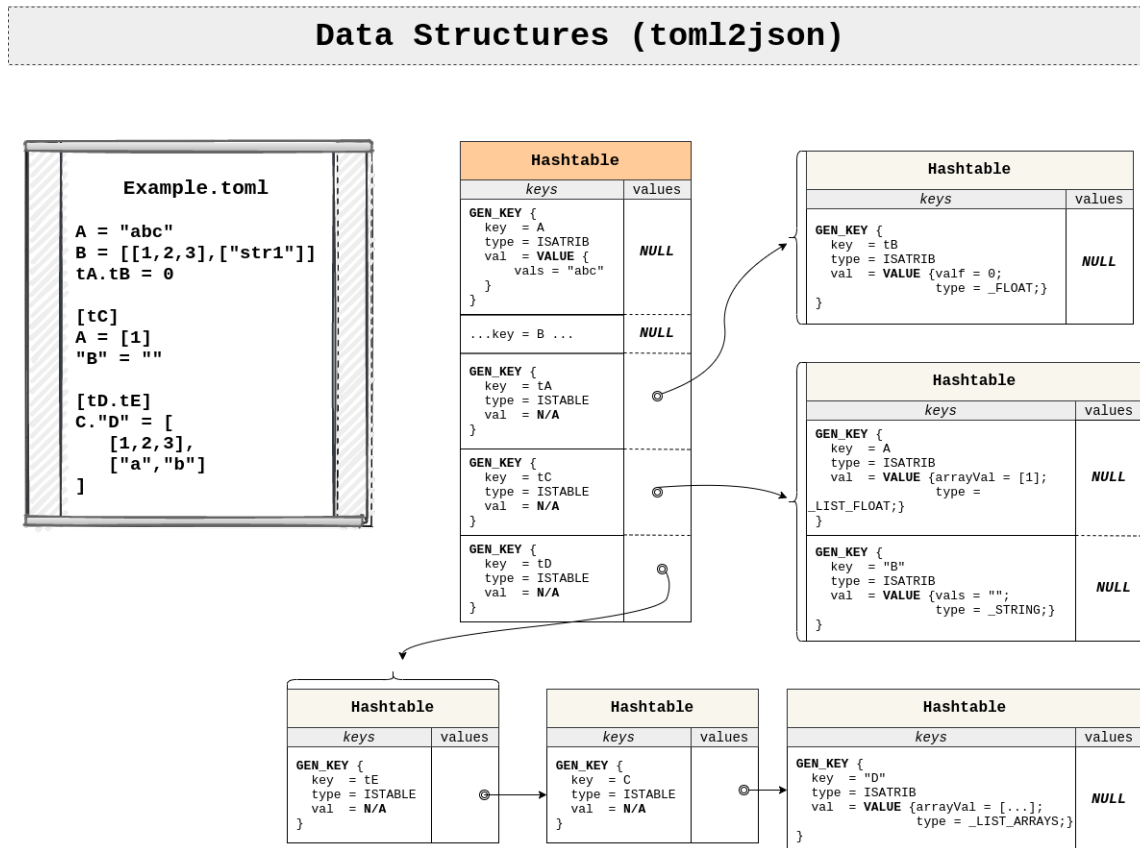 Data Structures (toml2json)
Example.toml
A = "abc"
B = [[1,2,3],["str1"]]
tA.tB = 0
[tC]
A = [1]
"B" = ""
[tD.tE]
C."D" = [
[1,2,3],
["a","b"]
]
Hashtable
keys values
GEN_KEY {
key = A
type = ISATRIB
val = VALUE {
vals = "abc"
}
}
NULL
...key = B ...
NULL
GEN_KEY {
key = tA
type = ISTABLE
val = N/A
}
GEN_KEY {
key = tC
type = ISTABLE
val = N/A
}
GEN_KEY {
key = tD
type = ISTABLE
val = N/A
}
Hashtable
keys values
GEN_KEY {
key = tB
type = ISATRIB
val = VALUE {valf = 0;
type = _FLOAT;}
}
NULL
Hashtable
keys values
GEN_KEY {
key = A
type = ISATRIB
val = VALUE {arrayVal = [1];
type =
_LIST_FLOAT;}
}
NULL
GEN_KEY {
key = "B"
type = ISATRIB
val = VALUE {vals = "";
type = _STRING;}
}
NULL
Hashtable
keys values
GEN_KEY {
key = tE
type = ISTABLE
val = N/A
}
Hashtable
keys values
GEN_KEY {
key = C
type = ISTABLE
val = N/A
}
Hashtable
keys values
GEN_KEY {
key = "D"
type = ISATRIB
val = VALUE {arrayVal = [...];
type = _LIST_ARRAYS;}
}
NULL